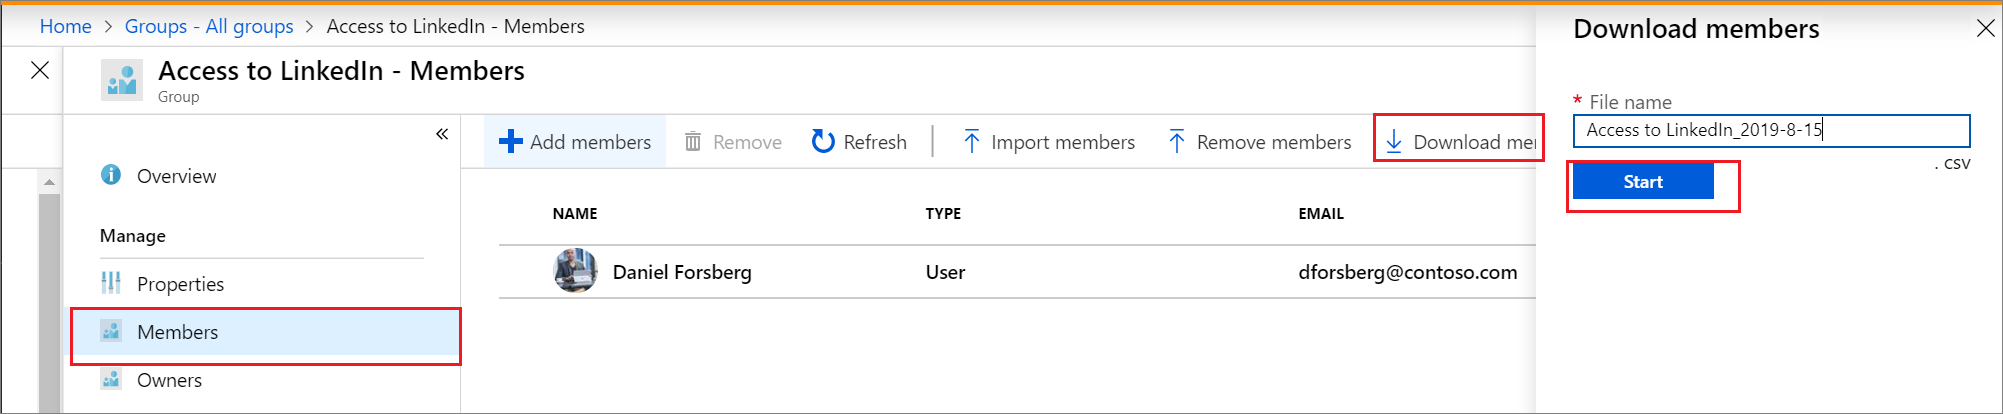 Home > Groups - All groups > Access to LinkedIn - Members
Access to LinkedIn - Members
Group
«
Overview
Manage
Properties
Members
Owners
Add members Remove Refresh Import members Remove members Download me
NAME TYPE EMAIL
Daniel Forsberg User dforsberg@contoso.com
Download members
* File name
Access to LinkedIn_2019-8-15
. csv
Start